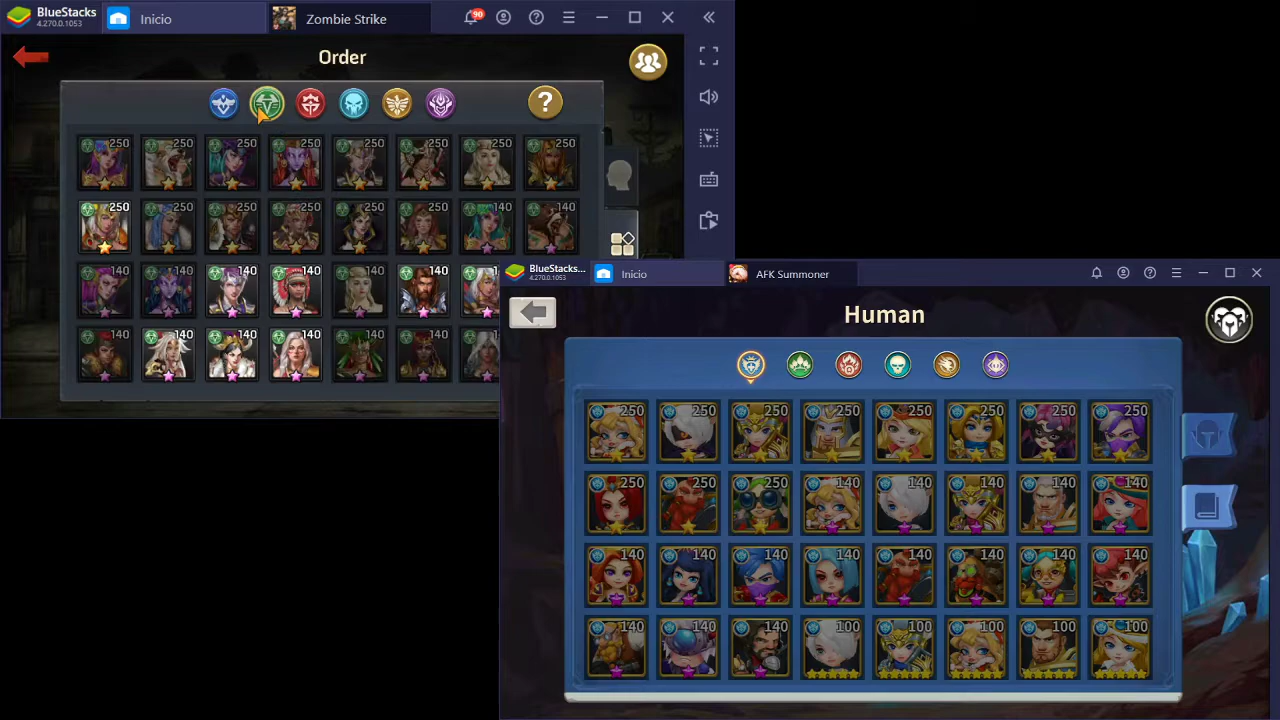 BlueStacks
4.270.0.1053
Inicio
Zombie Strike
90
Order
?
250 250 250 250 250 250 250 250
250 250 250 250 250 250 140 140
140 140 140 140 140 140 140
140 140 140 140 140 140 140
BlueStacks...
4.270.0.1053
Inicio
AFK Summoner
Human
250 250 250 250 250 250 250 250
250 250 250 140 140 140 140 140
140 140 140 140 140 140 140 140
140 140 140 100 100 100 100 100